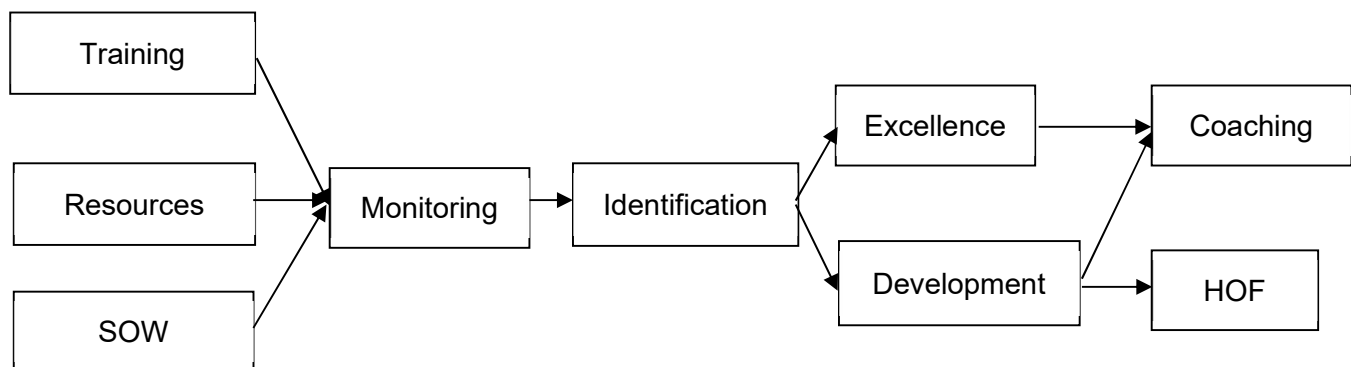 Training
Resources
SOW
Monitoring
Identification
Excellence
Development
Coaching
HOF